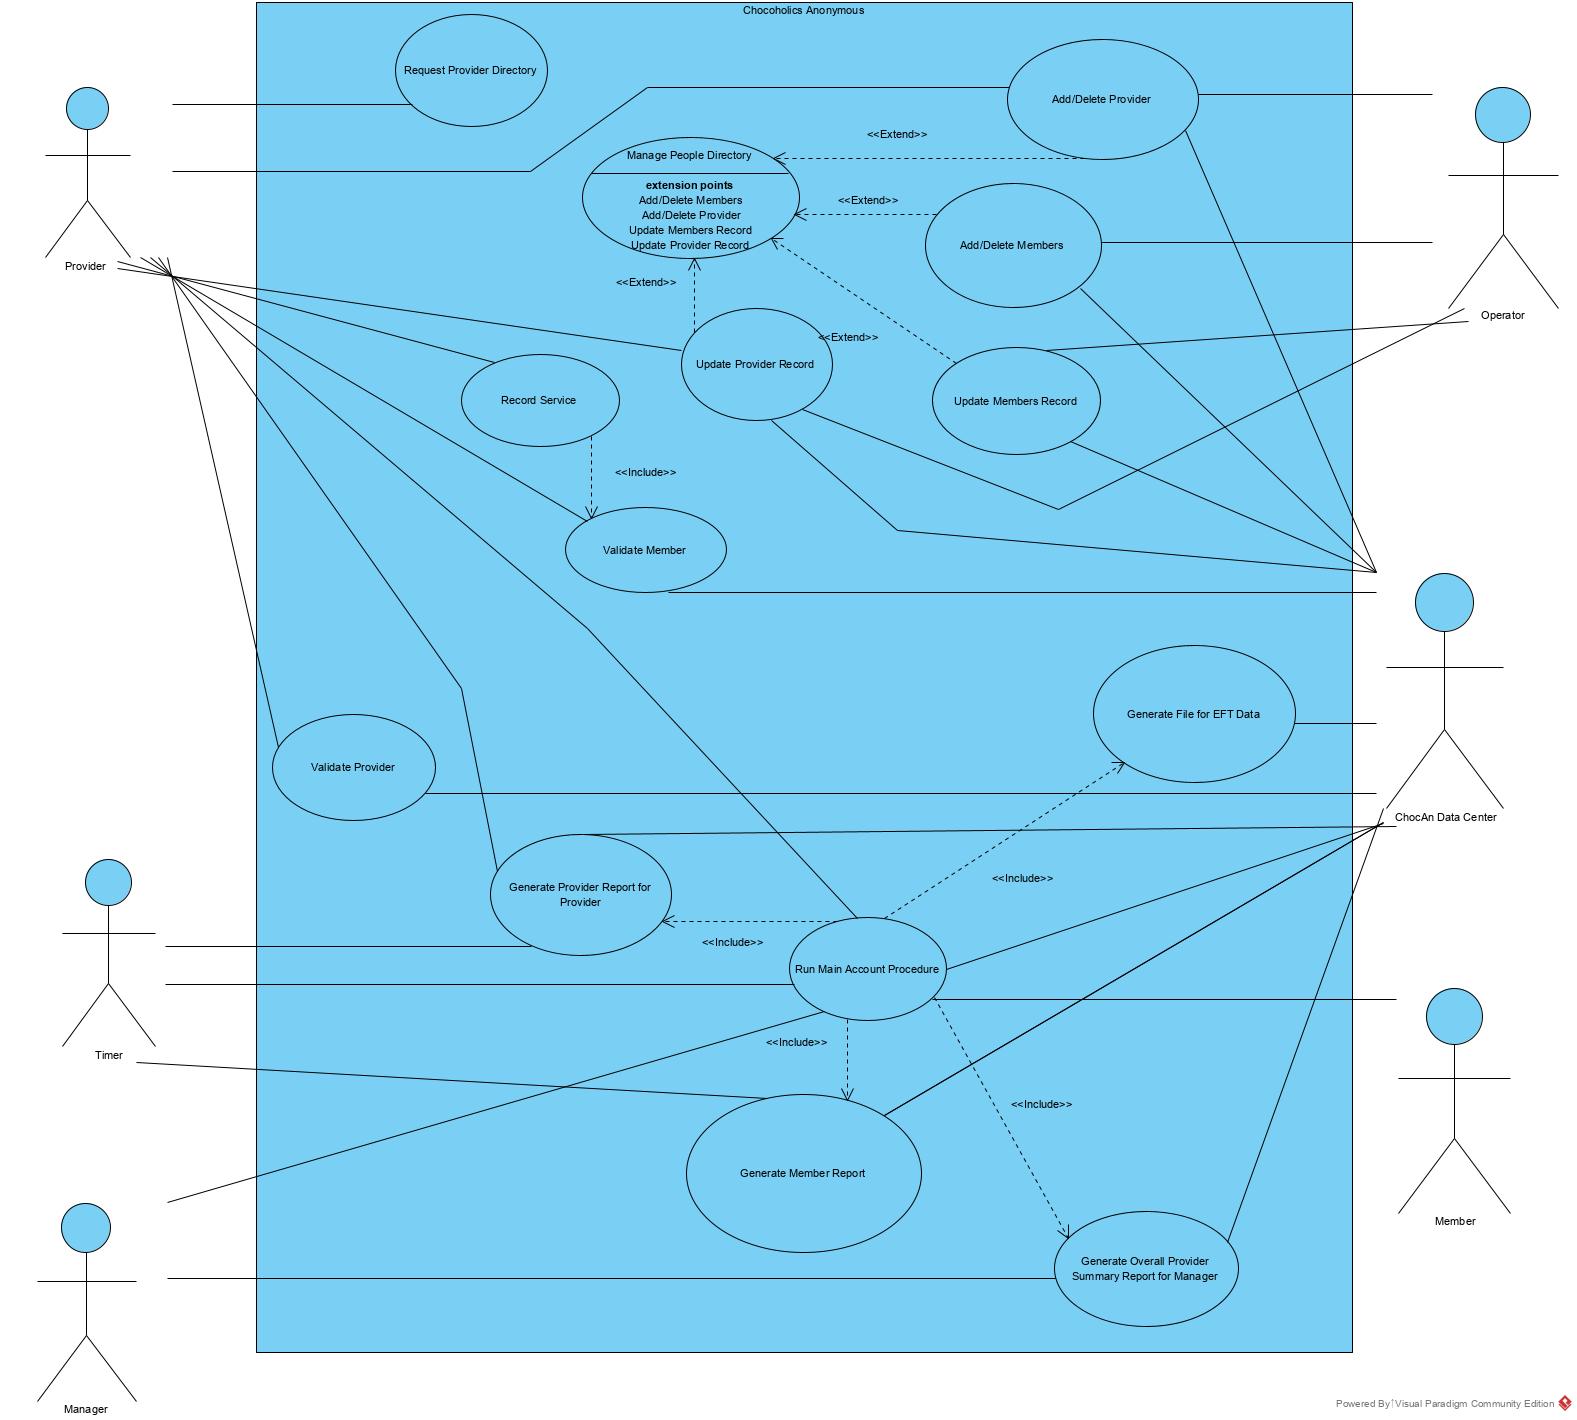 Chocoholics Anonymous
Request Provider Directory
Add/Delete Provider
<<Extend>>
Manage People Directory
extension points
Add/Delete Members
Add/Delete Provider
Update Members Record
Update Provider Record
<<Extend>>
Add/Delete Members
Provider
<<Extend>>
Operator
<<Extend>>
Update Provider Record
Record Service
Update Members Record
<<Include>>
Validate Member
Generate File for EFT Data
Validate Provider
ChocAn Data Center
<<Include>>
Generate Provider Report for
Provider
<<Include>>
Run Main Account Procedure
<<Include>>
Timer
<<Include>>
Generate Member Report
Member
Generate Overall Provider
Summary Report for Manager
Manager
Powered By Visual Paradigm Community Edition